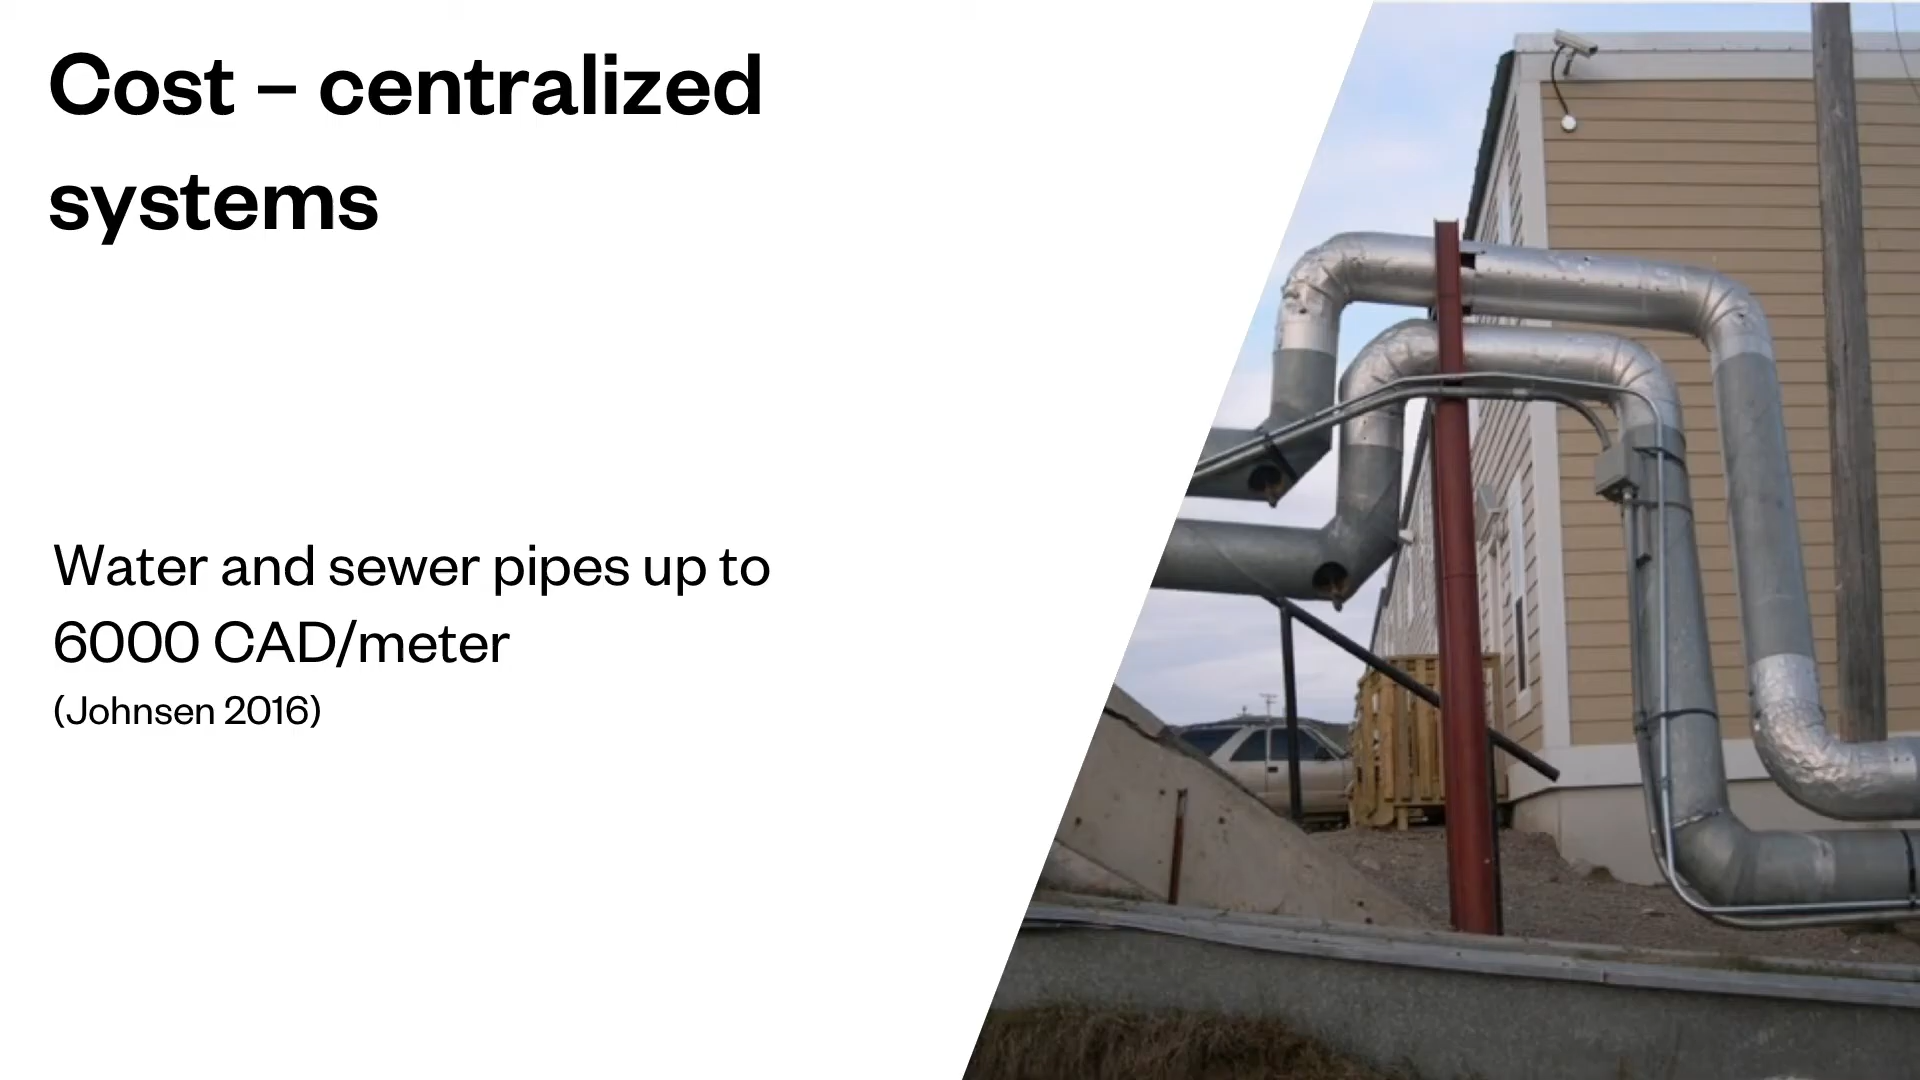 Cost – centralized
systems
Water and sewer pipes up to
6000 CAD/meter
(Johnsen 2016)